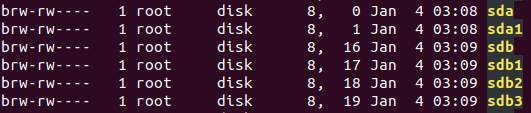 brw-rw---- 1 root disk 8, 0 Jan 4 03:08 sda
brw-rw---- 1 root disk 8, 1 Jan 4 03:08 sda1
brw-rw---- 1 root disk 8, 16 Jan 4 03:09 sdb
brw-rw---- 1 root disk 8, 17 Jan 4 03:09 sdb1
brw-rw---- 1 root disk 8, 18 Jan 4 03:09 sdb2
brw-rw---- 1 root disk 8, 19 Jan 4 03:09 sdb3